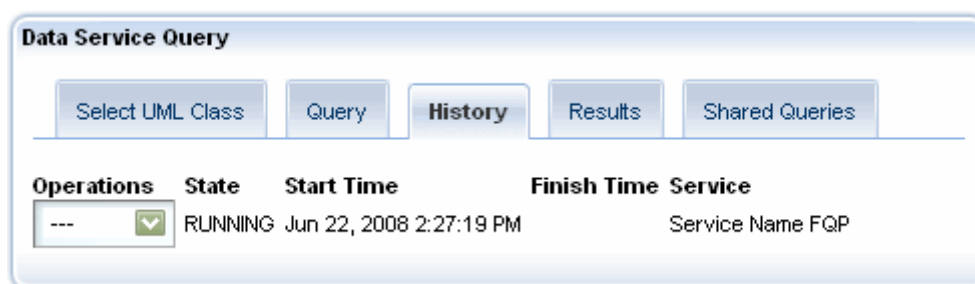 Data Service Query
Select UML Class Query History Results Shared Queries
Operations State Start Time Finish Time Service
--- RUNNING Jun 22, 2008 2:27:19 PM Service Name FQP